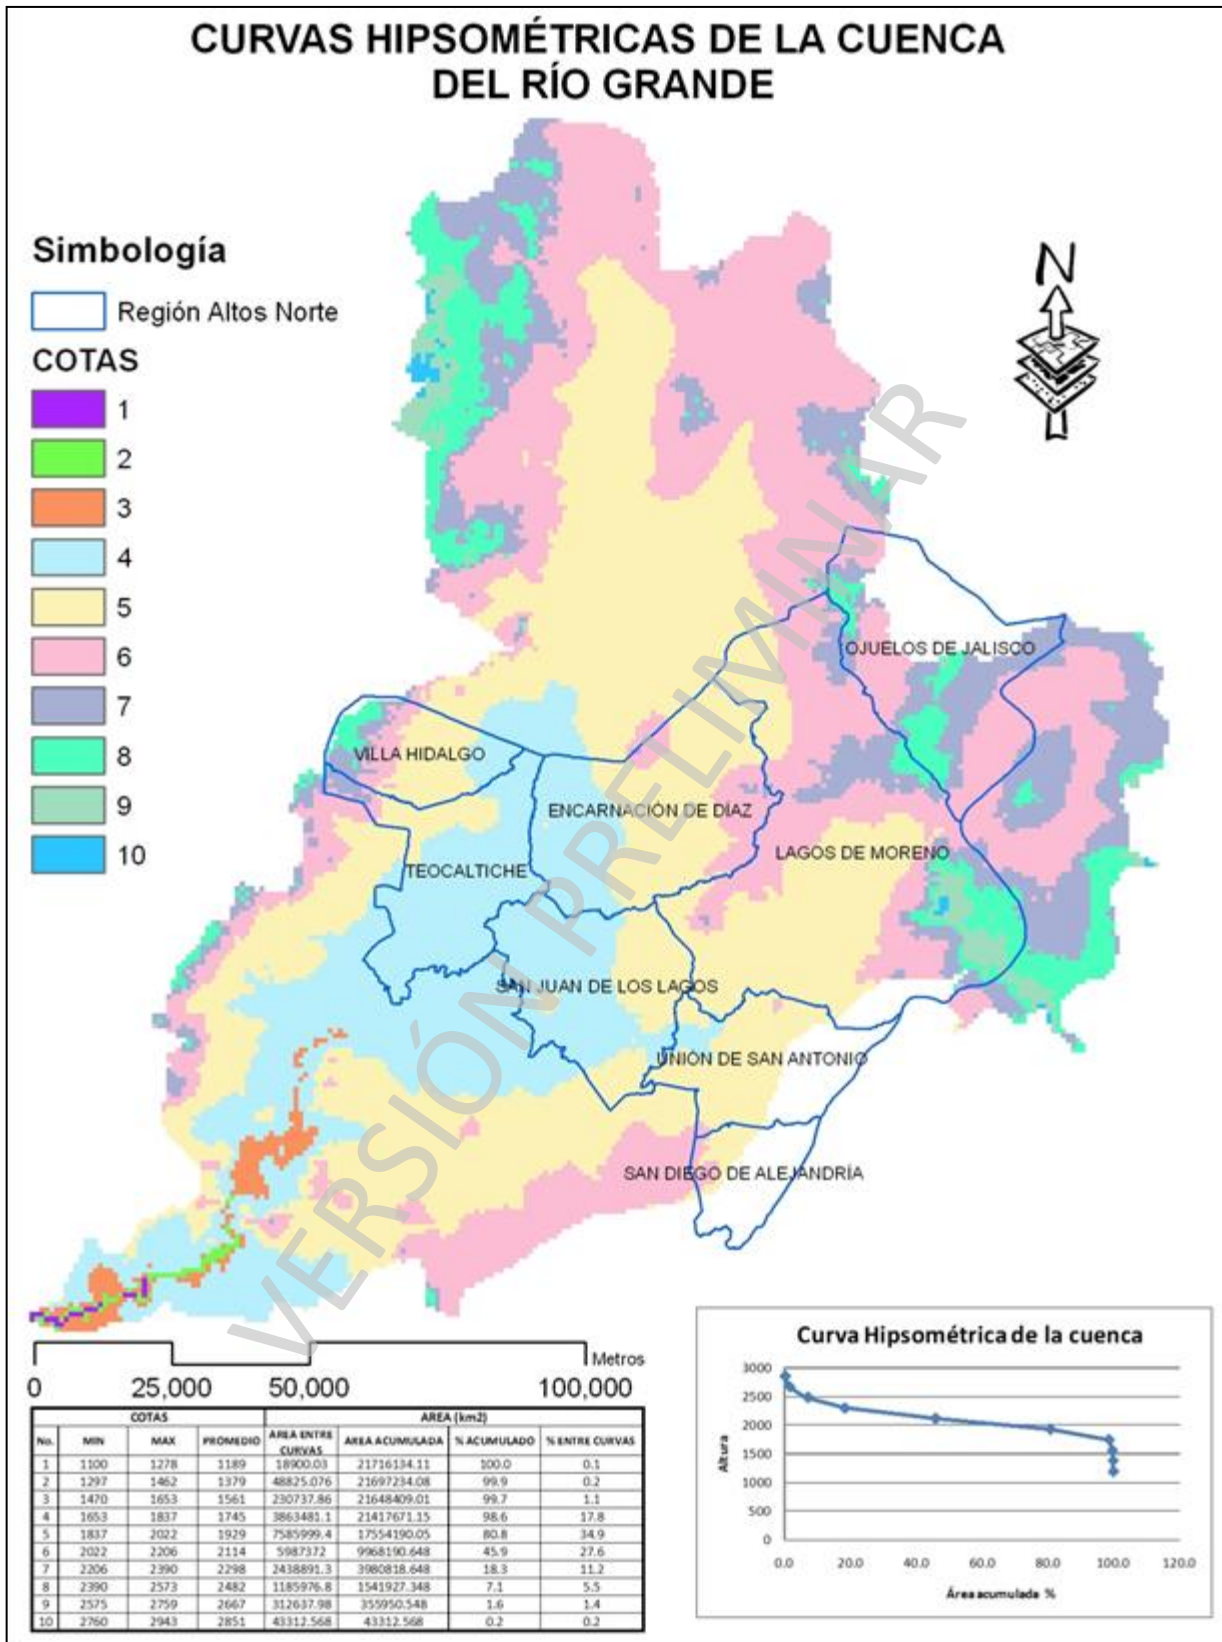 CURVAS HIPSOMÉTRICAS DE LA CUENCA
DEL RÍO GRANDE
Simbología
Región Altos Norte
COTAS
1
2
3
4
5
6
7
8
9
10
N
OJUELOS DE JALISCO
VILLA HIDALGO
ENCARNACIÓN DE DÍAZ
LAGOS DE MORENO
TEOCALTICHE
SAN JUAN DE LOS LAGOS
UNIÓN DE SAN ANTONIO
SAN DIEGO DE ALEJANDRÍA
VERSIÓN PRELIMINAR
Metros
0 25,000 50,000 100,000
COTAS AREA (km2)
No. MIN MAX PROMEDIO AREA ENTRE CURVAS AREA ACUMULADA % ACUMULADO % ENTRE CURVAS
1 1100 1278 1189 18900.03 21716134.11 100.0 0.1
2 1297 1462 1379 48825.076 21697234.08 99.9 0.2
3 1470 1653 1561 230737.86 21648409.01 99.7 1.1
4 1653 1837 1745 3863481.1 21417671.15 98.6 17.8
5 1837 2022 1929 7585999.4 17554190.05 80.8 34.9
6 2022 2206 2114 5987372 9968190.648 45.9 27.6
7 2206 2390 2298 2438891.3 3980818.648 18.3 11.2
8 2390 2573 2482 1185976.8 1541927.348 7.1 5.5
9 2575 2759 2667 312637.98 355950.548 1.6 1.4
10 2760 2943 2851 43312.568 43312.568 0.2 0.2
Curva Hipsométrica de la cuenca
Altura
3000
2500
2000
1500
1000
500
0
0.0 20.0 40.0 60.0 80.0 100.0 120.0
Área acumulada %